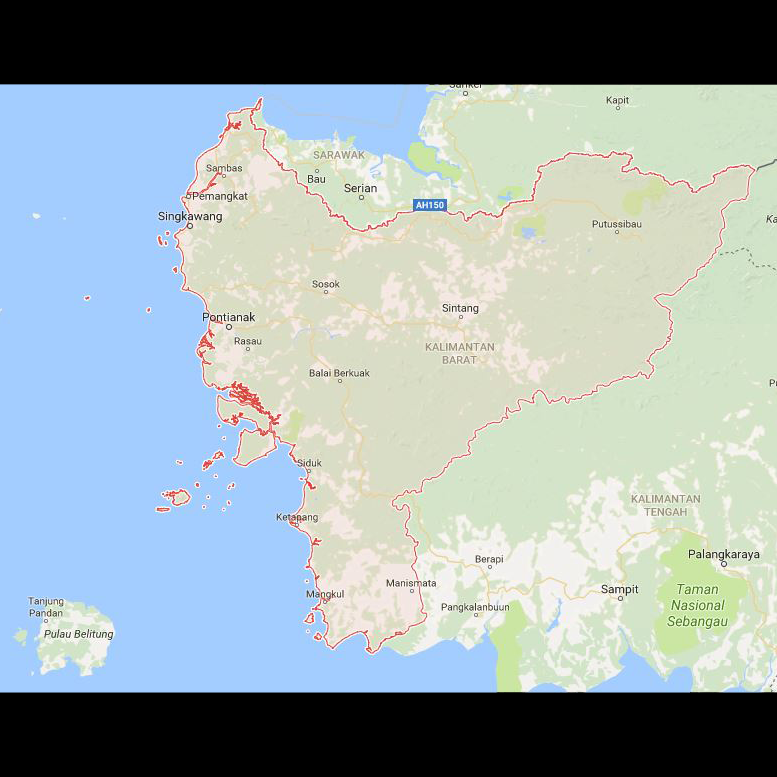 Kapit
SARAWAK
Bau
Serian
Sambas
Pemangkat
AH150
Singkawang
Putussibau
Sosok
Sintang
Pontianak
Rasau
KALIMANTAN
BARAT
Balai Berkuak
Siduk
KALIMANTAN
TENGAH
Ketapang
Palangkaraya
Berapi
Manismata
Sampit
Taman
Nasional
Sebangau
Mangkul
Pangkalanbuun
Tanjung
Pandan
Pulau Belitung